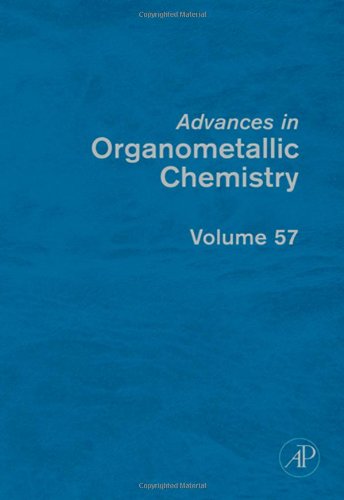 Copyrighted Material
Advances in
Organometallic
Chemistry
Volume 57
AP
Copyrighted Material